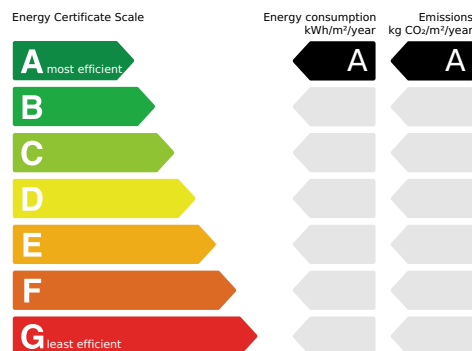 Energy Certificate Scale
Energy consumption
kWh/m²/year
Emissions
kg CO₂/m²/year
A most efficient
A
A
B
C
D
E
F
G least efficient